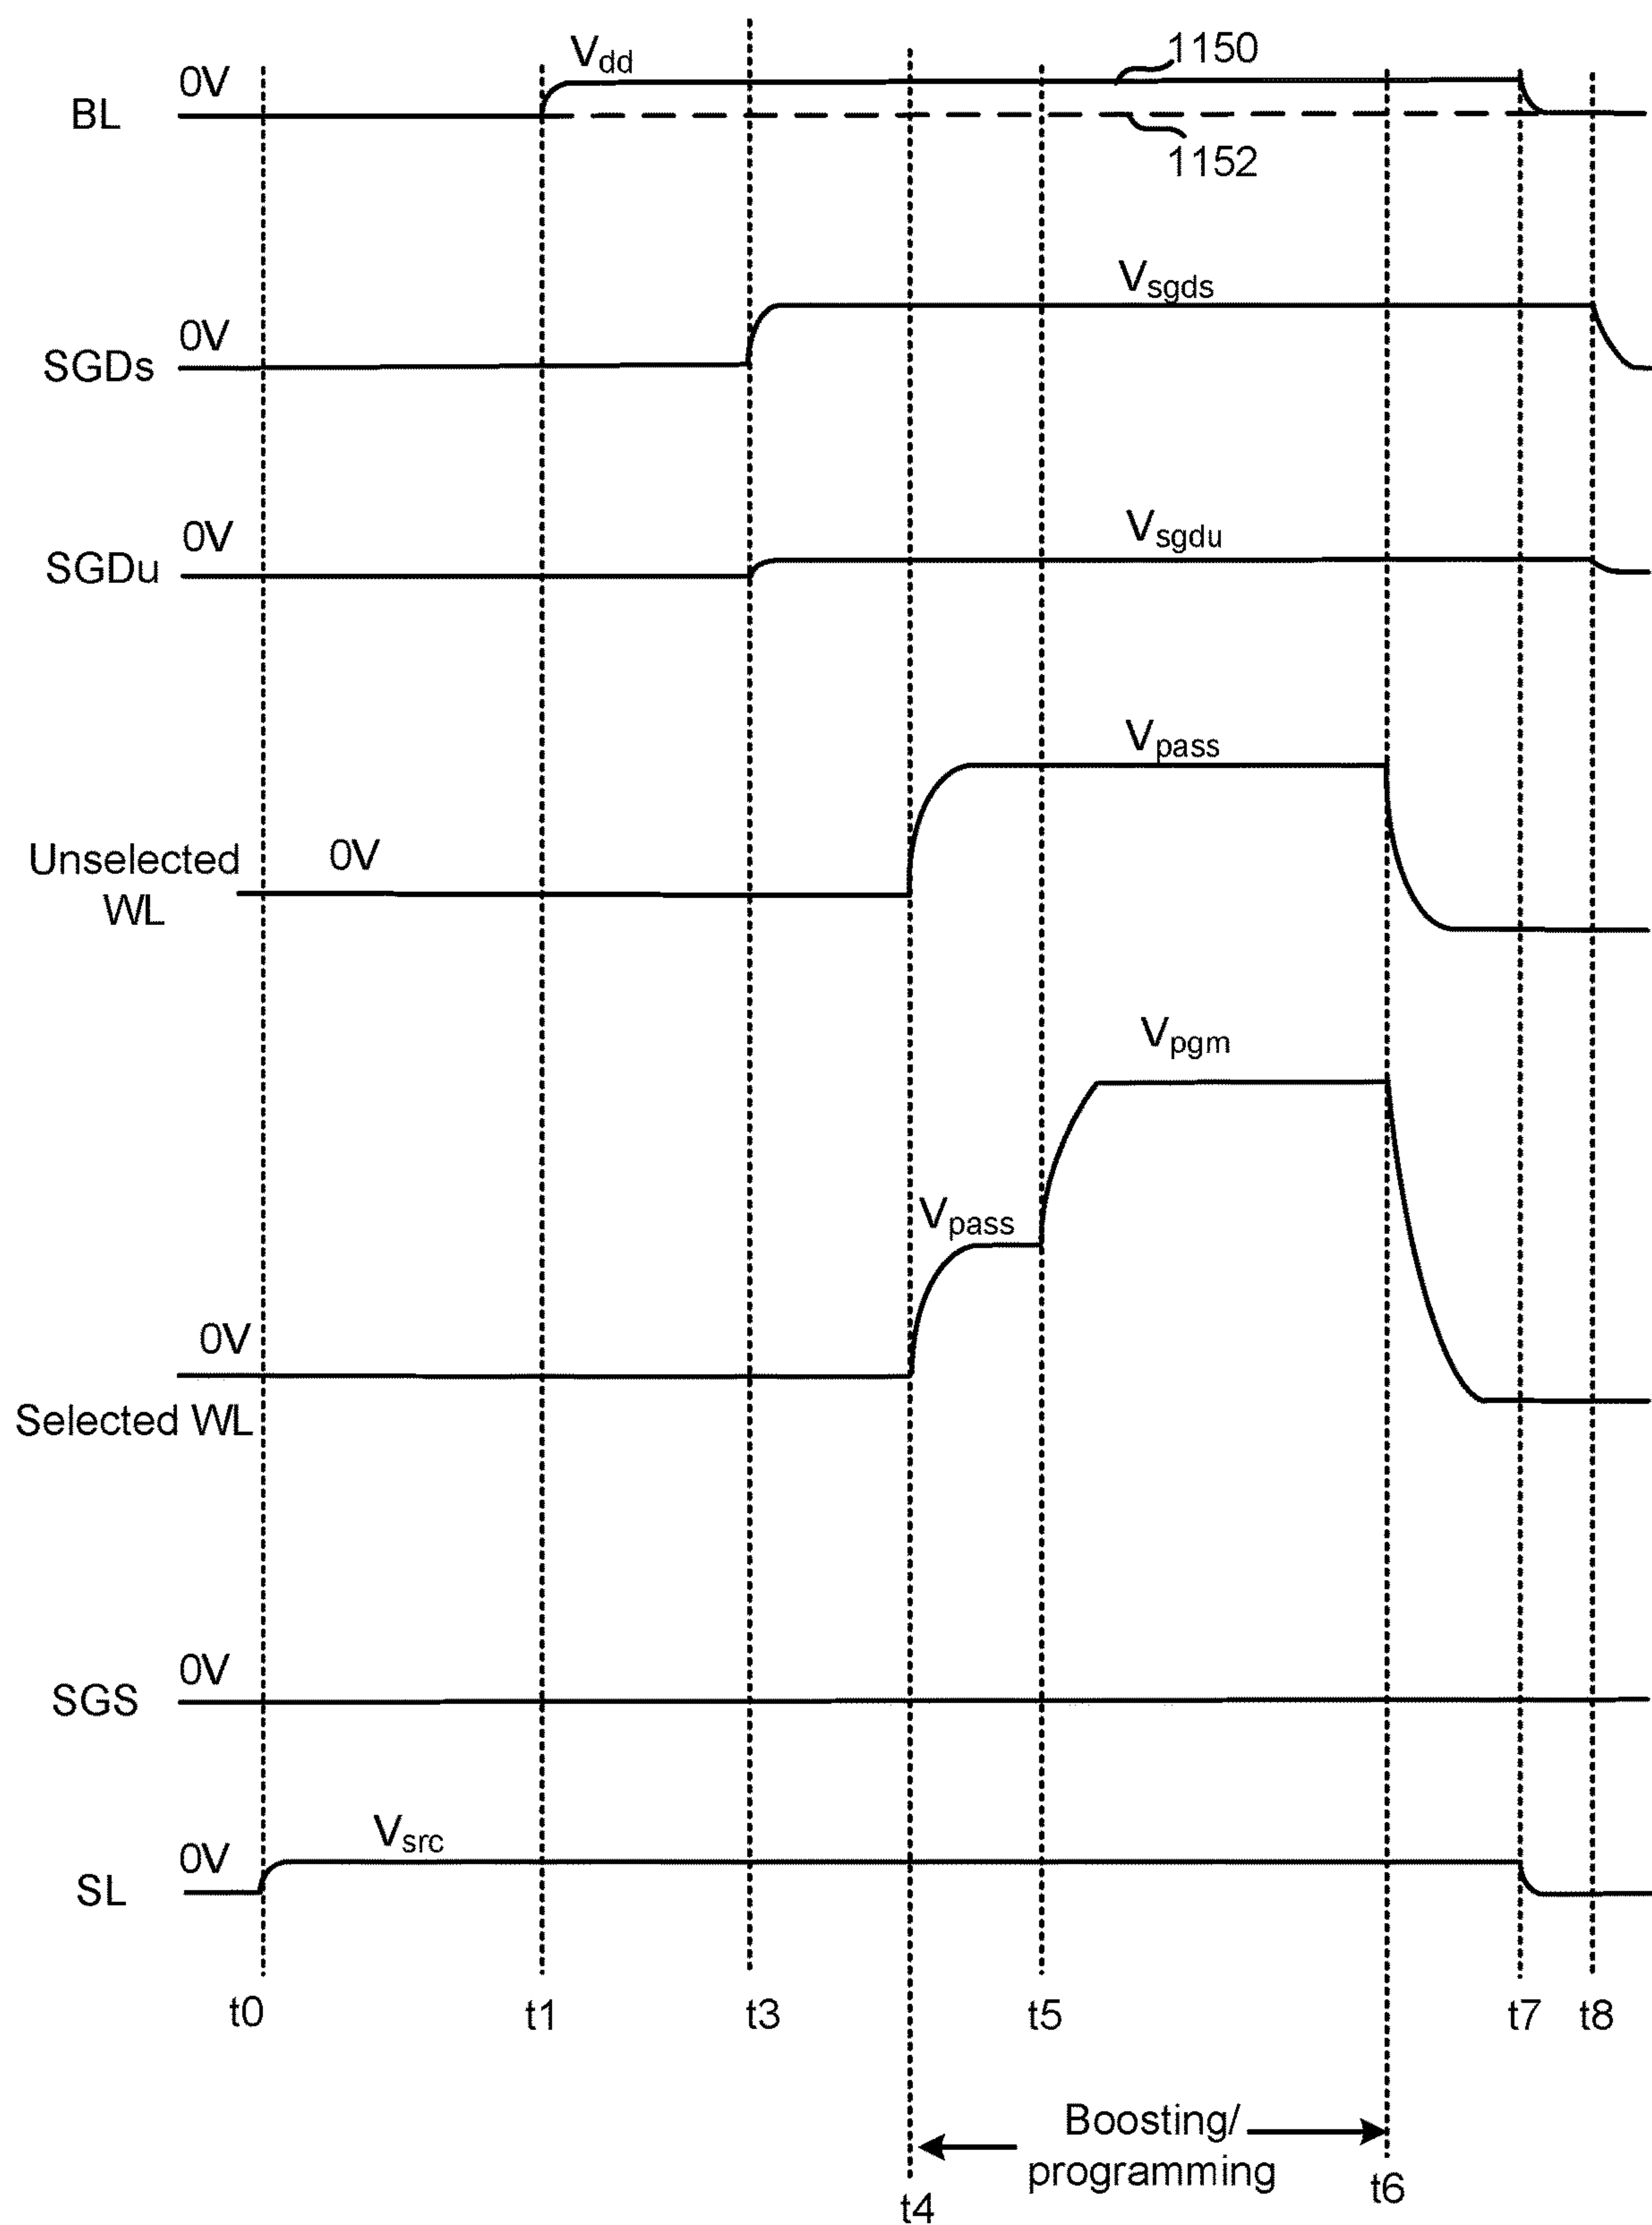 Vdd
1150
0V
BL
1152
Vsgds
0V
SGDs
Vsgdu
0V
SGDu
Vpass
0V
Unselected
WL
Vpgm
Vpass
0V
Selected WL
0V
SGS
Vsrc
0V
SL
t0 t1 t3 t5 t7 t8
Boosting/
programming
t4 t6